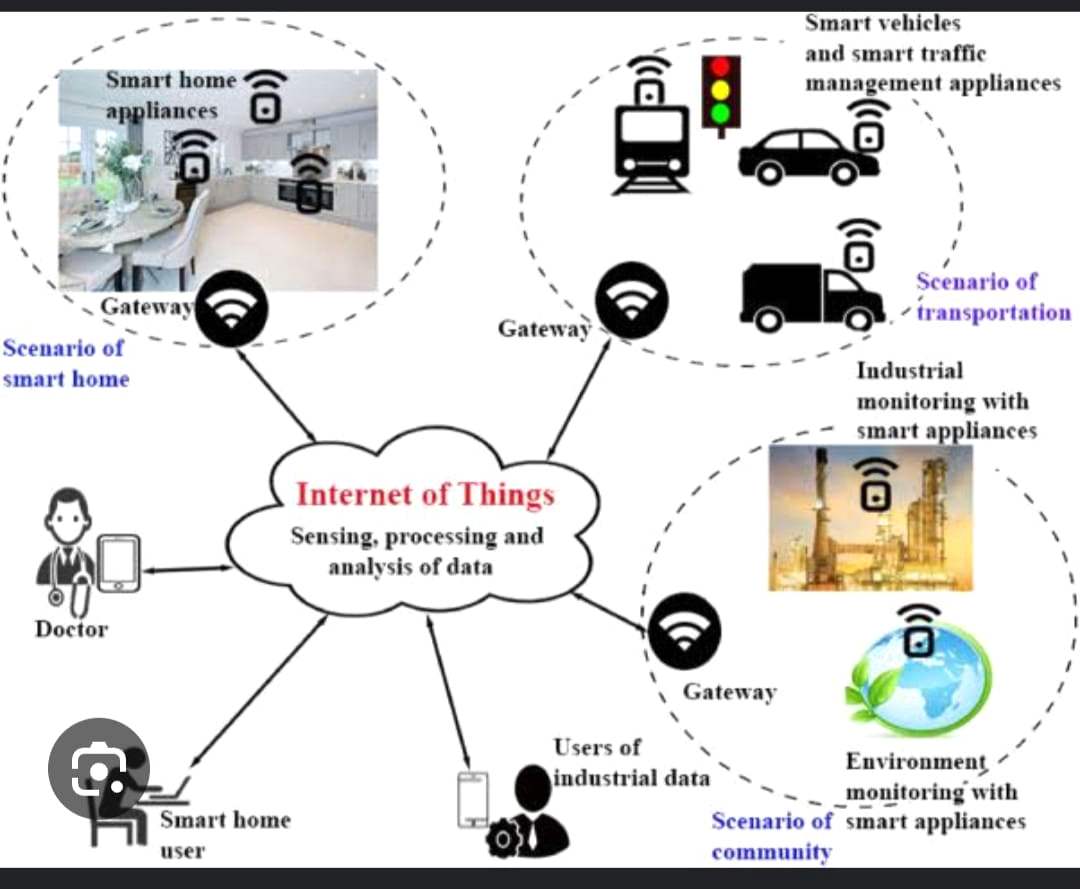 Smart home
appliances
Gateway
Scenario of
smart home
Smart vehicles
and smart traffic
management appliances
Gateway
Scenario of
transportation
Industrial
monitoring with
smart appliances
Internet of Things
Sensing, processing and
analysis of data
Doctor
Gateway
Smart home
user
Users of
industrial data
Environment
monitoring with
smart appliances
Scenario of
community